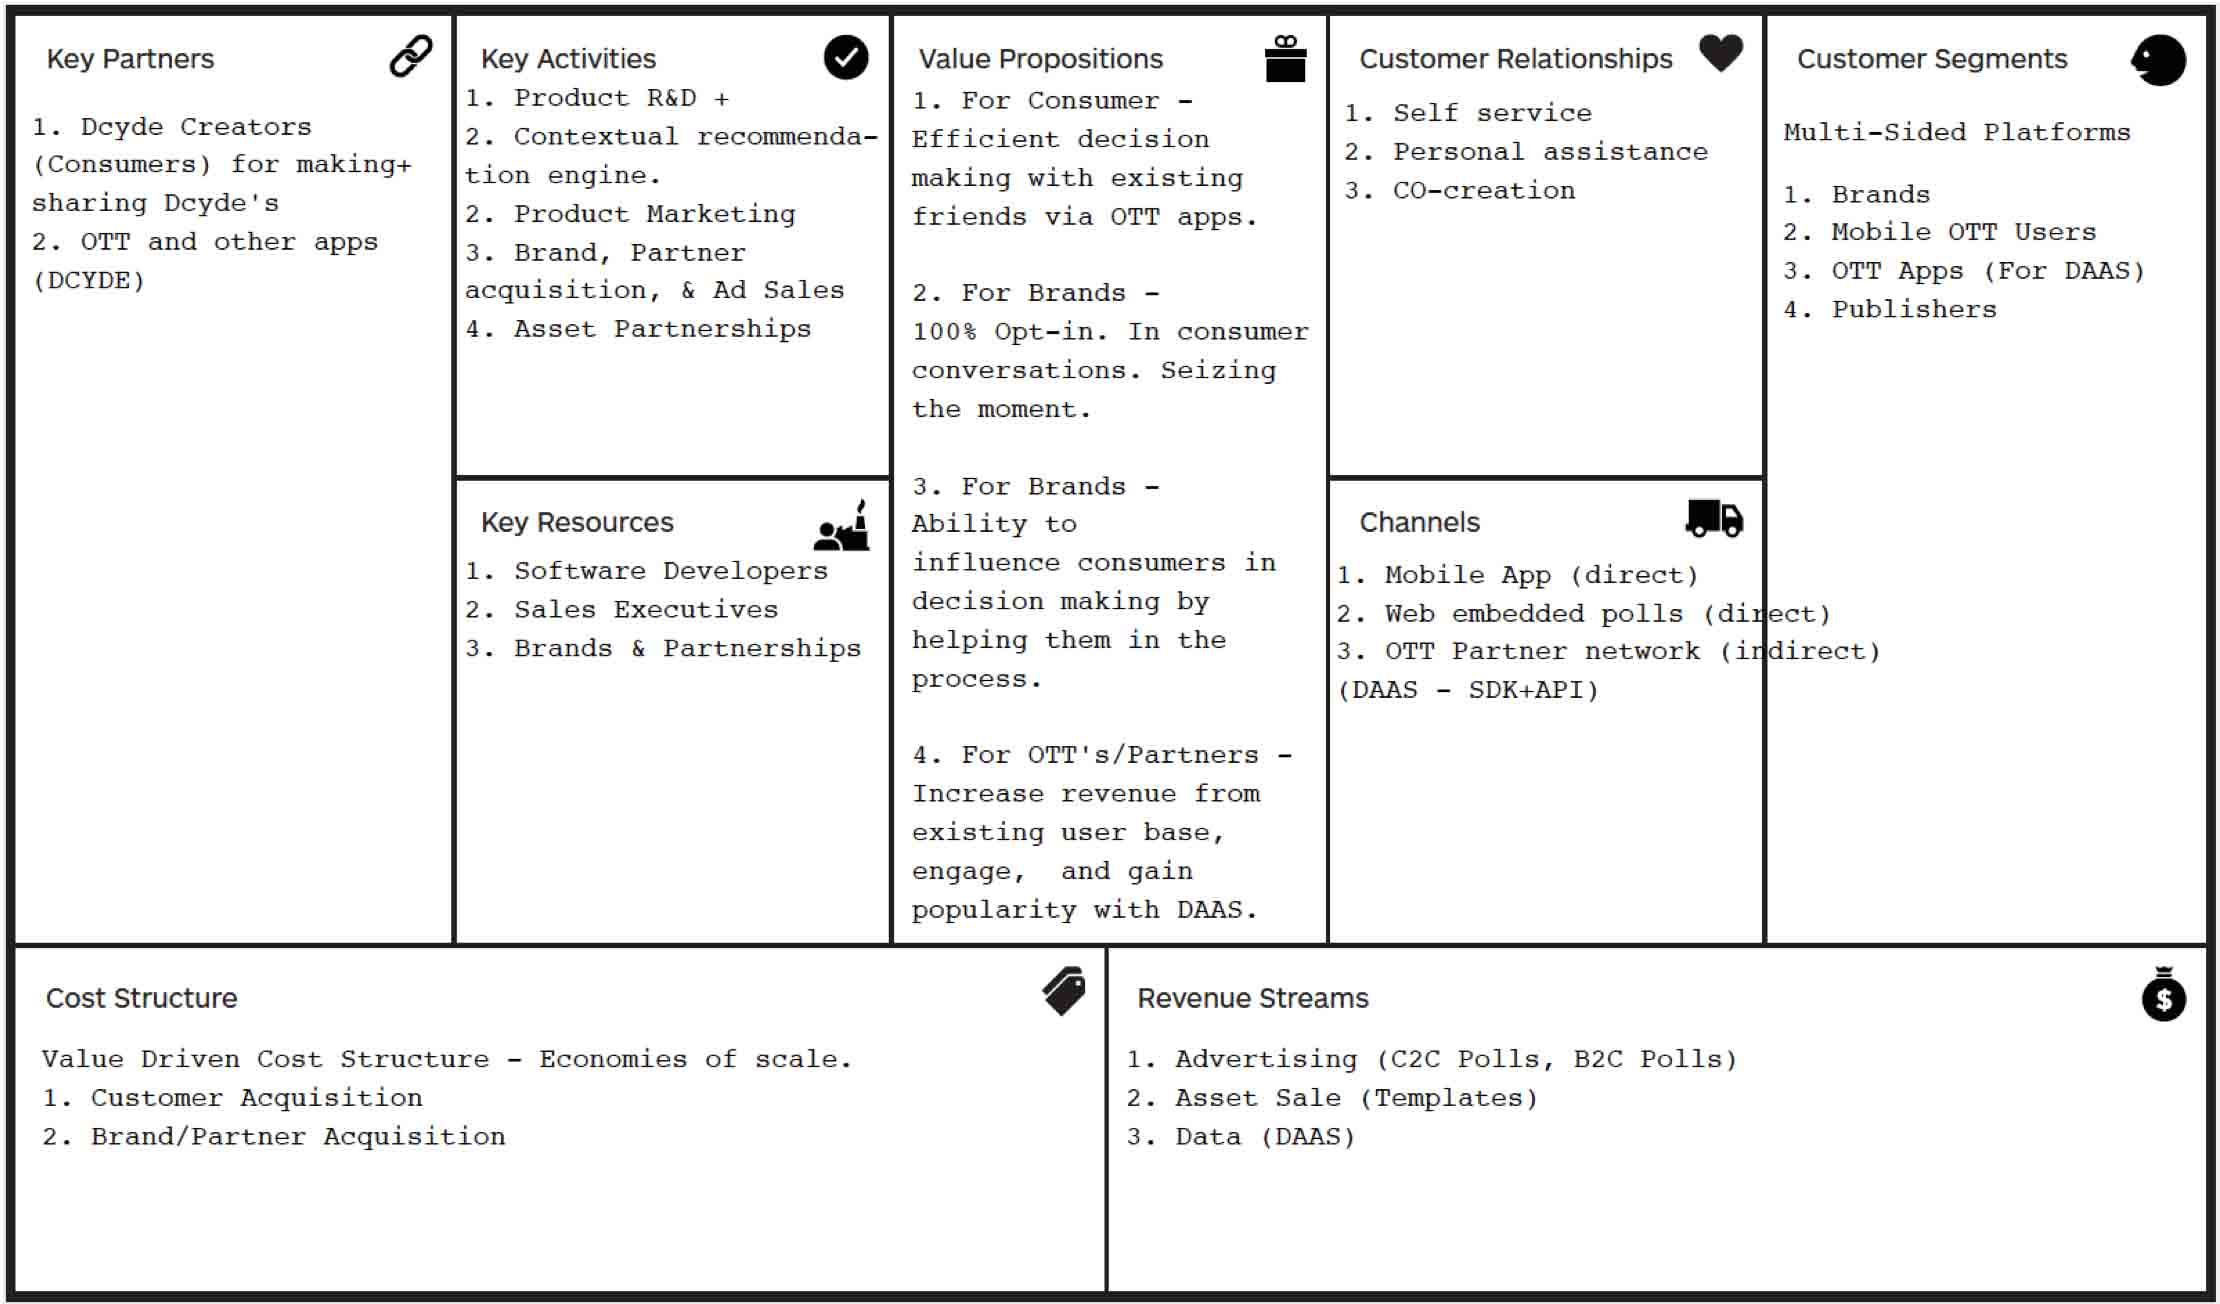 Key Partners
1. Dcyde Creators
(Consumers) for making+
sharing Dcyde's
2. OTT and other apps
(DCYDE)
Key Activities
1. Product R&D +
2. Contextual recommenda-
tion engine.
2. Product Marketing
3. Brand, Partner
acquisition, & Ad Sales
4. Asset Partnerships
Key Resources
1. Software Developers
2. Sales Executives
3. Brands & Partnerships
Value Propositions
1. For Consumer -
Efficient decision
making with existing
friends via OTT apps.
2. For Brands -
100% Opt-in. In consumer
conversations. Seizing
the moment.
3. For Brands -
Ability to
influence consumers in
decision making by
helping them in the
process.
4. For OTT's/Partners -
Increase revenue from
existing user base,
engage,  and gain
popularity with DAAS.
Customer Relationships
1. Self service
2. Personal assistance
3. CO-creation
Channels
1. Mobile App (direct)
2. Web embedded polls (direct)
3. OTT Partner network (indirect)
(DAAS - SDK+API)
Customer Segments
Multi-Sided Platforms
1. Brands
2. Mobile OTT Users
3. OTT Apps (For DAAS)
4. Publishers
Cost Structure
Value Driven Cost Structure - Economies of scale.
1. Customer Acquisition
2. Brand/Partner Acquisition
Revenue Streams
$
1. Advertising (C2C Polls, B2C Polls)
2. Asset Sale (Templates)
3. Data (DAAS)